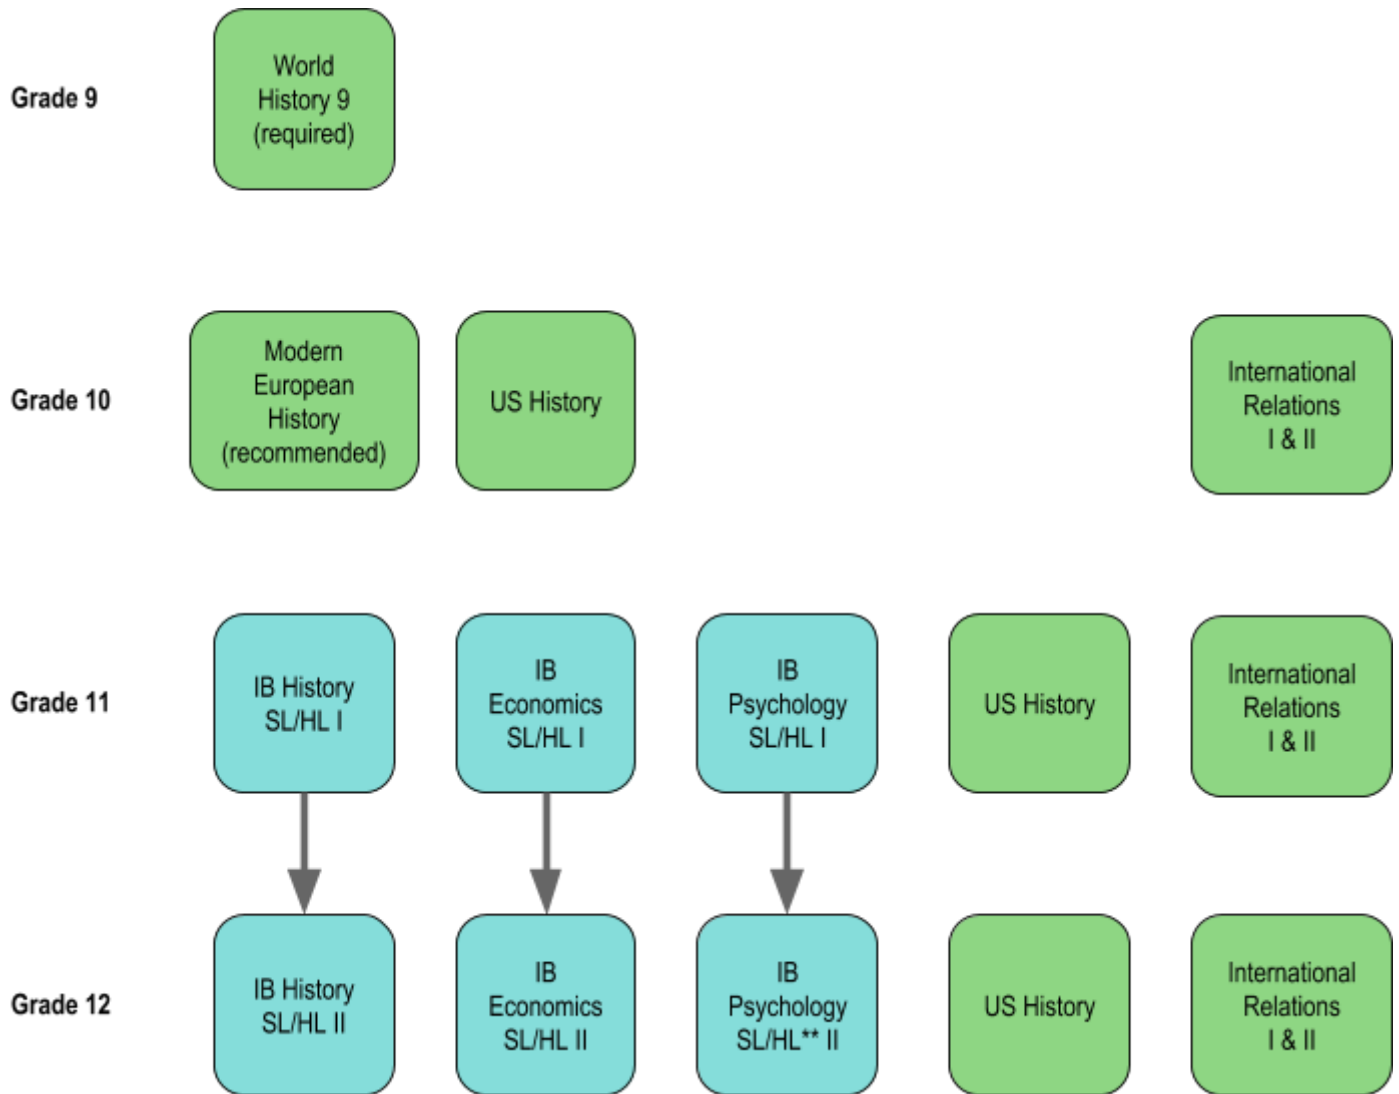 Grade 9
World
History 9
(required)
Grade 10
Modern
European
History
(recommended)
US History
International
Relations
I & II
Grade 11
IB History
SL/HL I
IB
Economics
SL/HL I
IB
Psychology
SL/HL I
US History
International
Relations
I & II
Grade 12
IB History
SL/HL II
IB
Economics
SL/HL II
IB
Psychology
SL/HL** II
US History
International
Relations
I & II